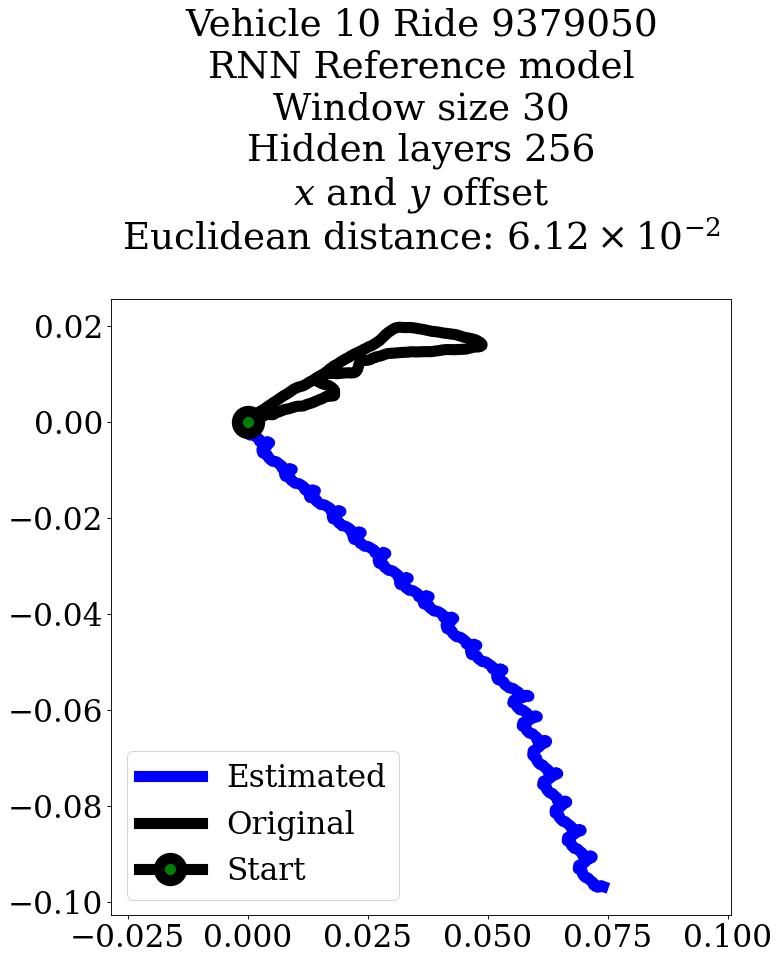 Vehicle 10 Ride 9379050
RNN Reference model
Window size 30
Hidden layers 256
x and y offset
Euclidean distance: 6.12 × 10⁻²
0.02
0.00
−0.02
−0.04
−0.06
−0.08
−0.10
Estimated
Original
Start
−0.025 0.000 0.025 0.050 0.075 0.100